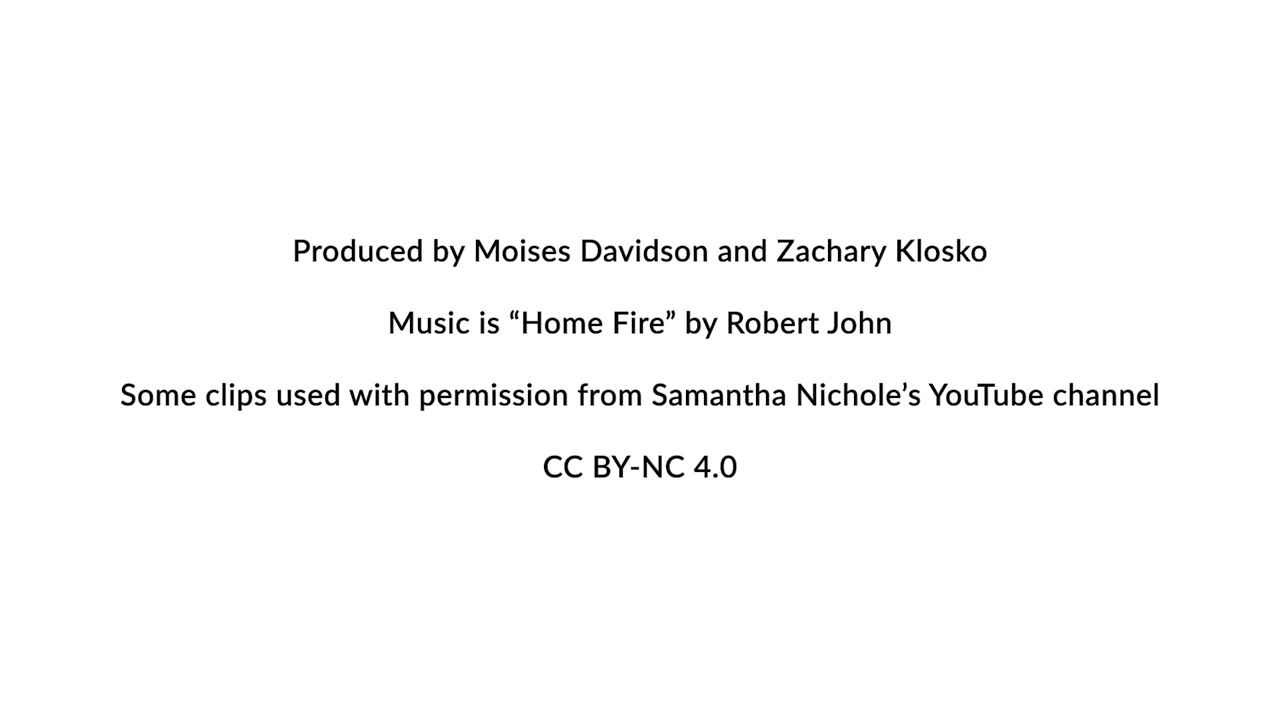 Produced by Moises Davidson and Zachary Klosko
Music is “Home Fire” by Robert John
Some clips used with permission from Samantha Nichole’s YouTube channel
CC BY-NC 4.0